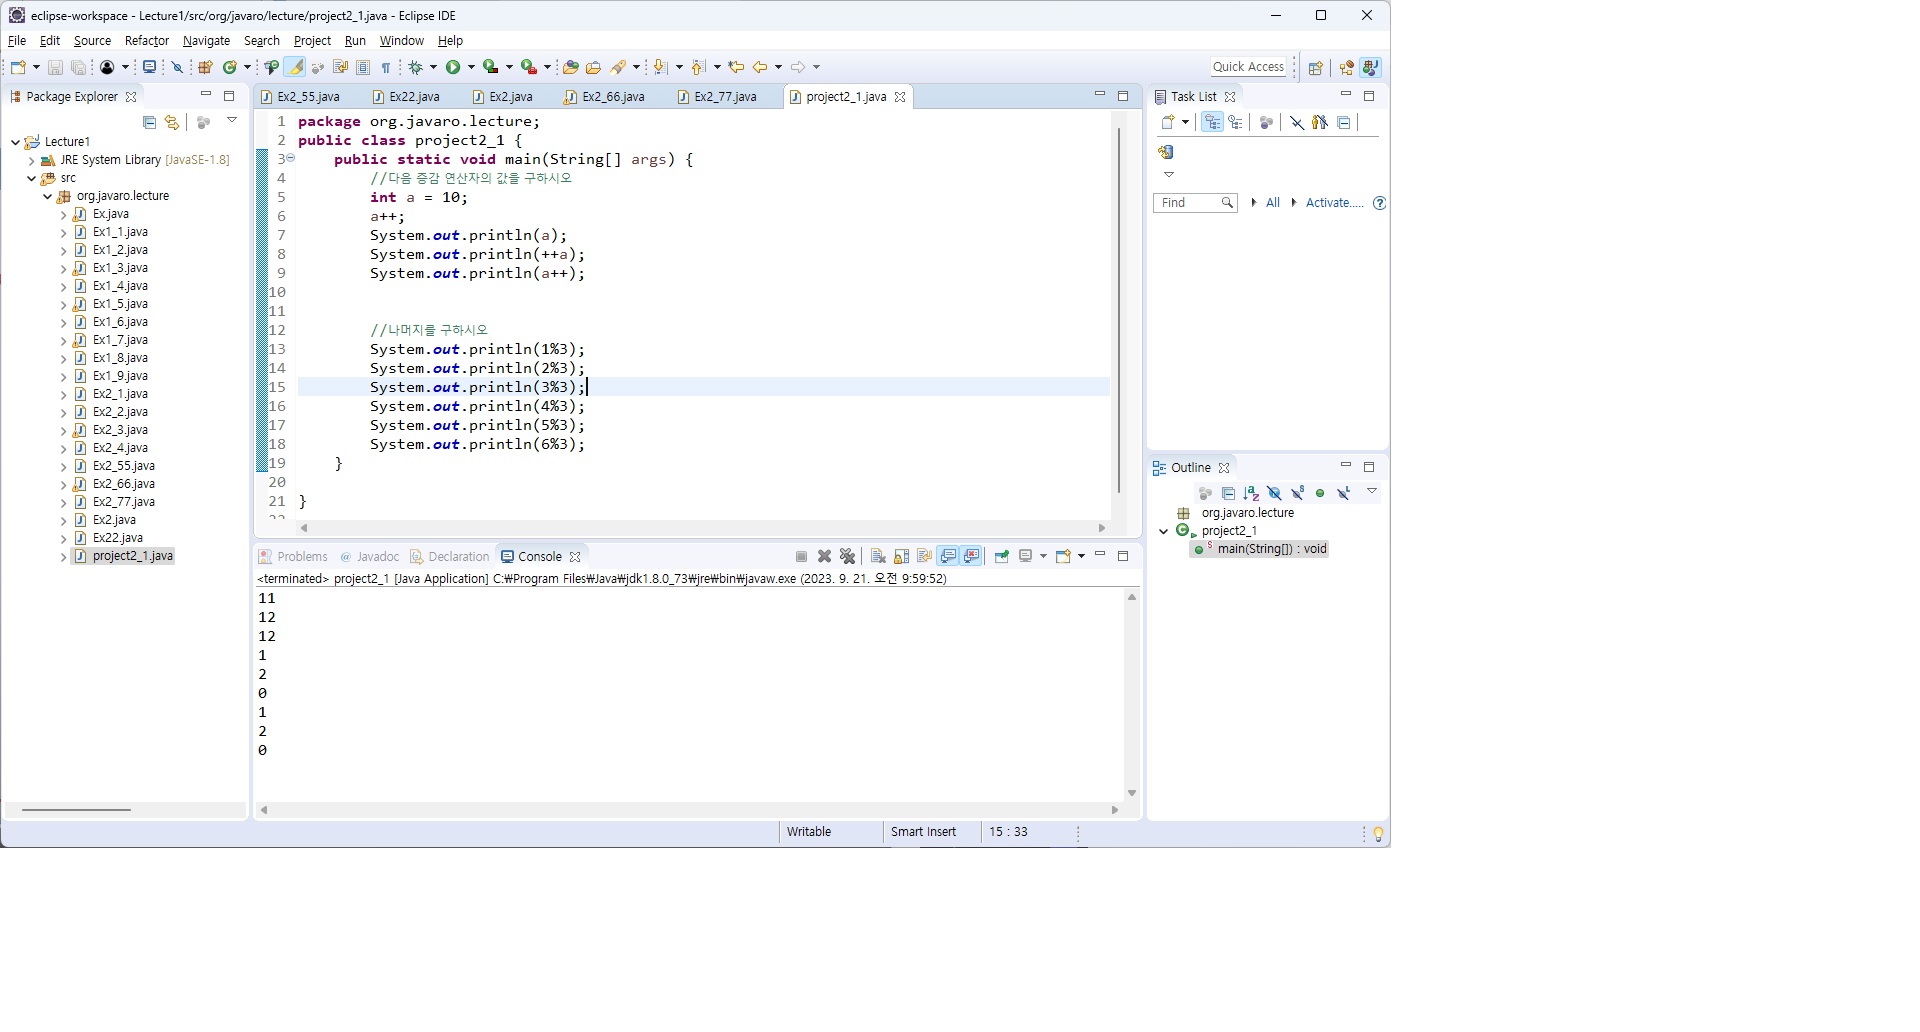 eclipse-workspace - Lecture1/src/org/javaro/lecture/project2_1.java - Eclipse IDE
File Edit Source Refactor Navigate Search Project Run Window Help
Quick Access
Package Explorer
Lecture1
JRE System Library [JavaSE-1.8]
src
org.javaro.lecture
Ex.java
Ex1_1.java
Ex1_2.java
Ex1_3.java
Ex1_4.java
Ex1_5.java
Ex1_6.java
Ex1_7.java
Ex1_8.java
Ex1_9.java
Ex2_1.java
Ex2_2.java
Ex2_3.java
Ex2_4.java
Ex2_55.java
Ex2_66.java
Ex2_77.java
Ex2.java
Ex22.java
project2_1.java
Ex2_55.java Ex22.java Ex2.java Ex2_66.java Ex2_77.java project2_1.java
1 package org.javaro.lecture;
2 public class project2_1 {
3 public static void main(String[] args) {
4 //다음 증감 연산자의 값을 구하시오
5 int a = 10;
6 a++;
7 System.out.println(a);
8 System.out.println(++a);
9 System.out.println(a++);
10
11
12 //나머지를 구하시오
13 System.out.println(1%3);
14 System.out.println(2%3);
15 System.out.println(3%3);
16 System.out.println(4%3);
17 System.out.println(5%3);
18 System.out.println(6%3);
19 }
20
21 }
Problems @ Javadoc Declaration Console
<terminated> project2_1 [Java Application] C:₩Program Files₩Java₩jdk1.8.0_73₩jre₩bin₩javaw.exe (2023. 9. 21. 오전 9:59:52)
11
12
12
1
2
0
1
2
0
Task List
Find All Activate.....
Outline
org.javaro.lecture
project2_1
main(String[]) : void
Writable Smart Insert 15 : 33